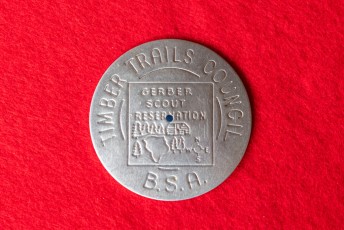 TIMBER TRAILS COUNCIL
GERBER
SCOUT
RESERVATION
B.S.A.